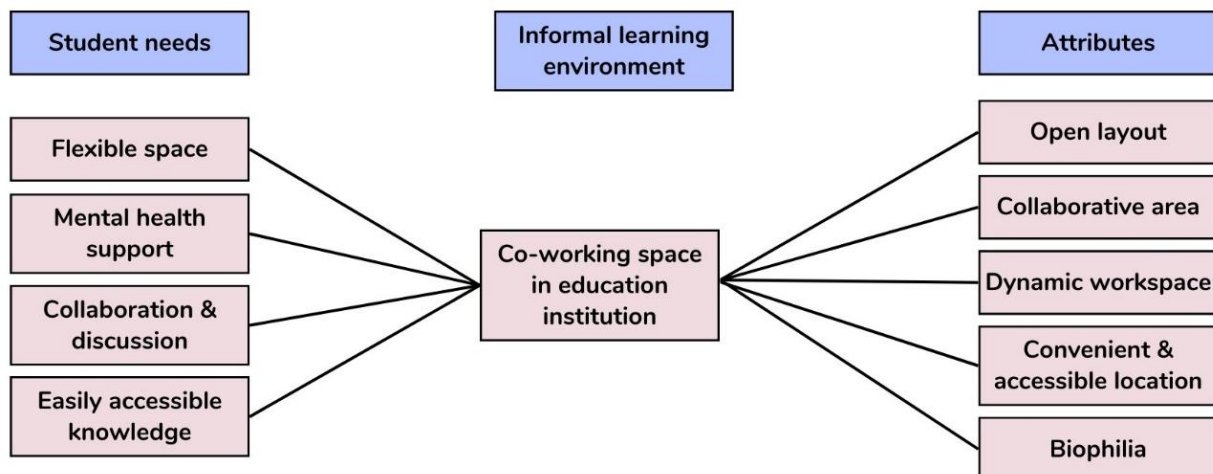 Student needs
Informal learning
environment
Attributes
Flexible space
Mental health
support
Collaboration &
discussion
Easily accessible
knowledge
Co-working space
in education
institution
Open layout
Collaborative area
Dynamic workspace
Convenient &
accessible location
Biophilia